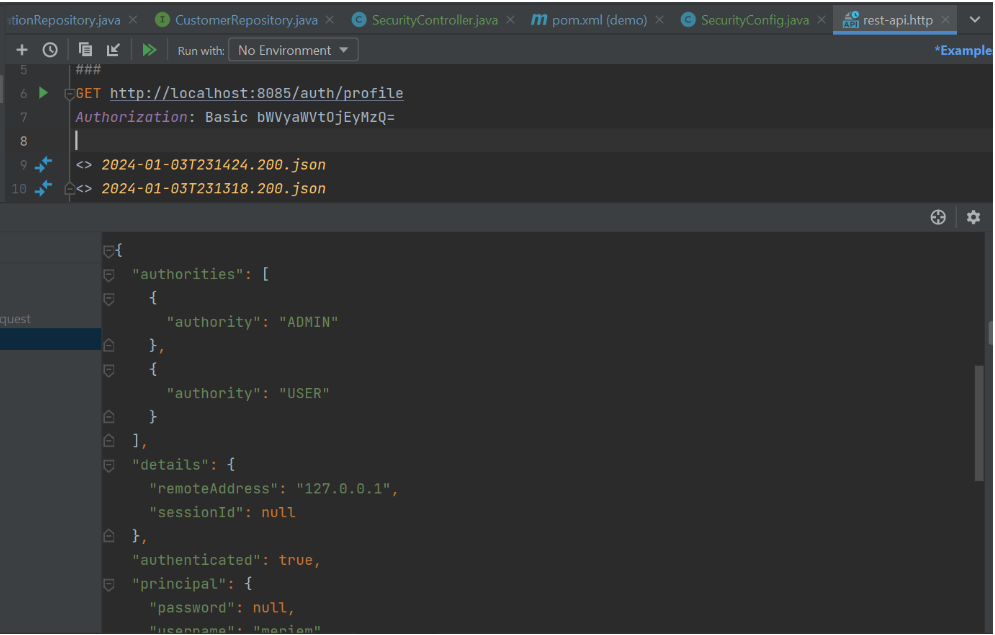 tionRepository.java CustomerRepository.java SecurityController.java pom.xml (demo) SecurityConfig.java rest-api.http
Run with: No Environment *Example
5 ###
6 GET http://localhost:8085/auth/profile
7 Authorization: Basic bWVyaWVtOjEyMzQ=
8
9 <> 2024-01-03T231424.200.json
10 <> 2024-01-03T231318.200.json
{
"authorities": [
{
"authority": "ADMIN"
quest
},
{
"authority": "USER"
}
],
"details": {
"remoteAddress": "127.0.0.1",
"sessionId": null
},
"authenticated": true,
"principal": {
"password": null,
"username": "meriem"